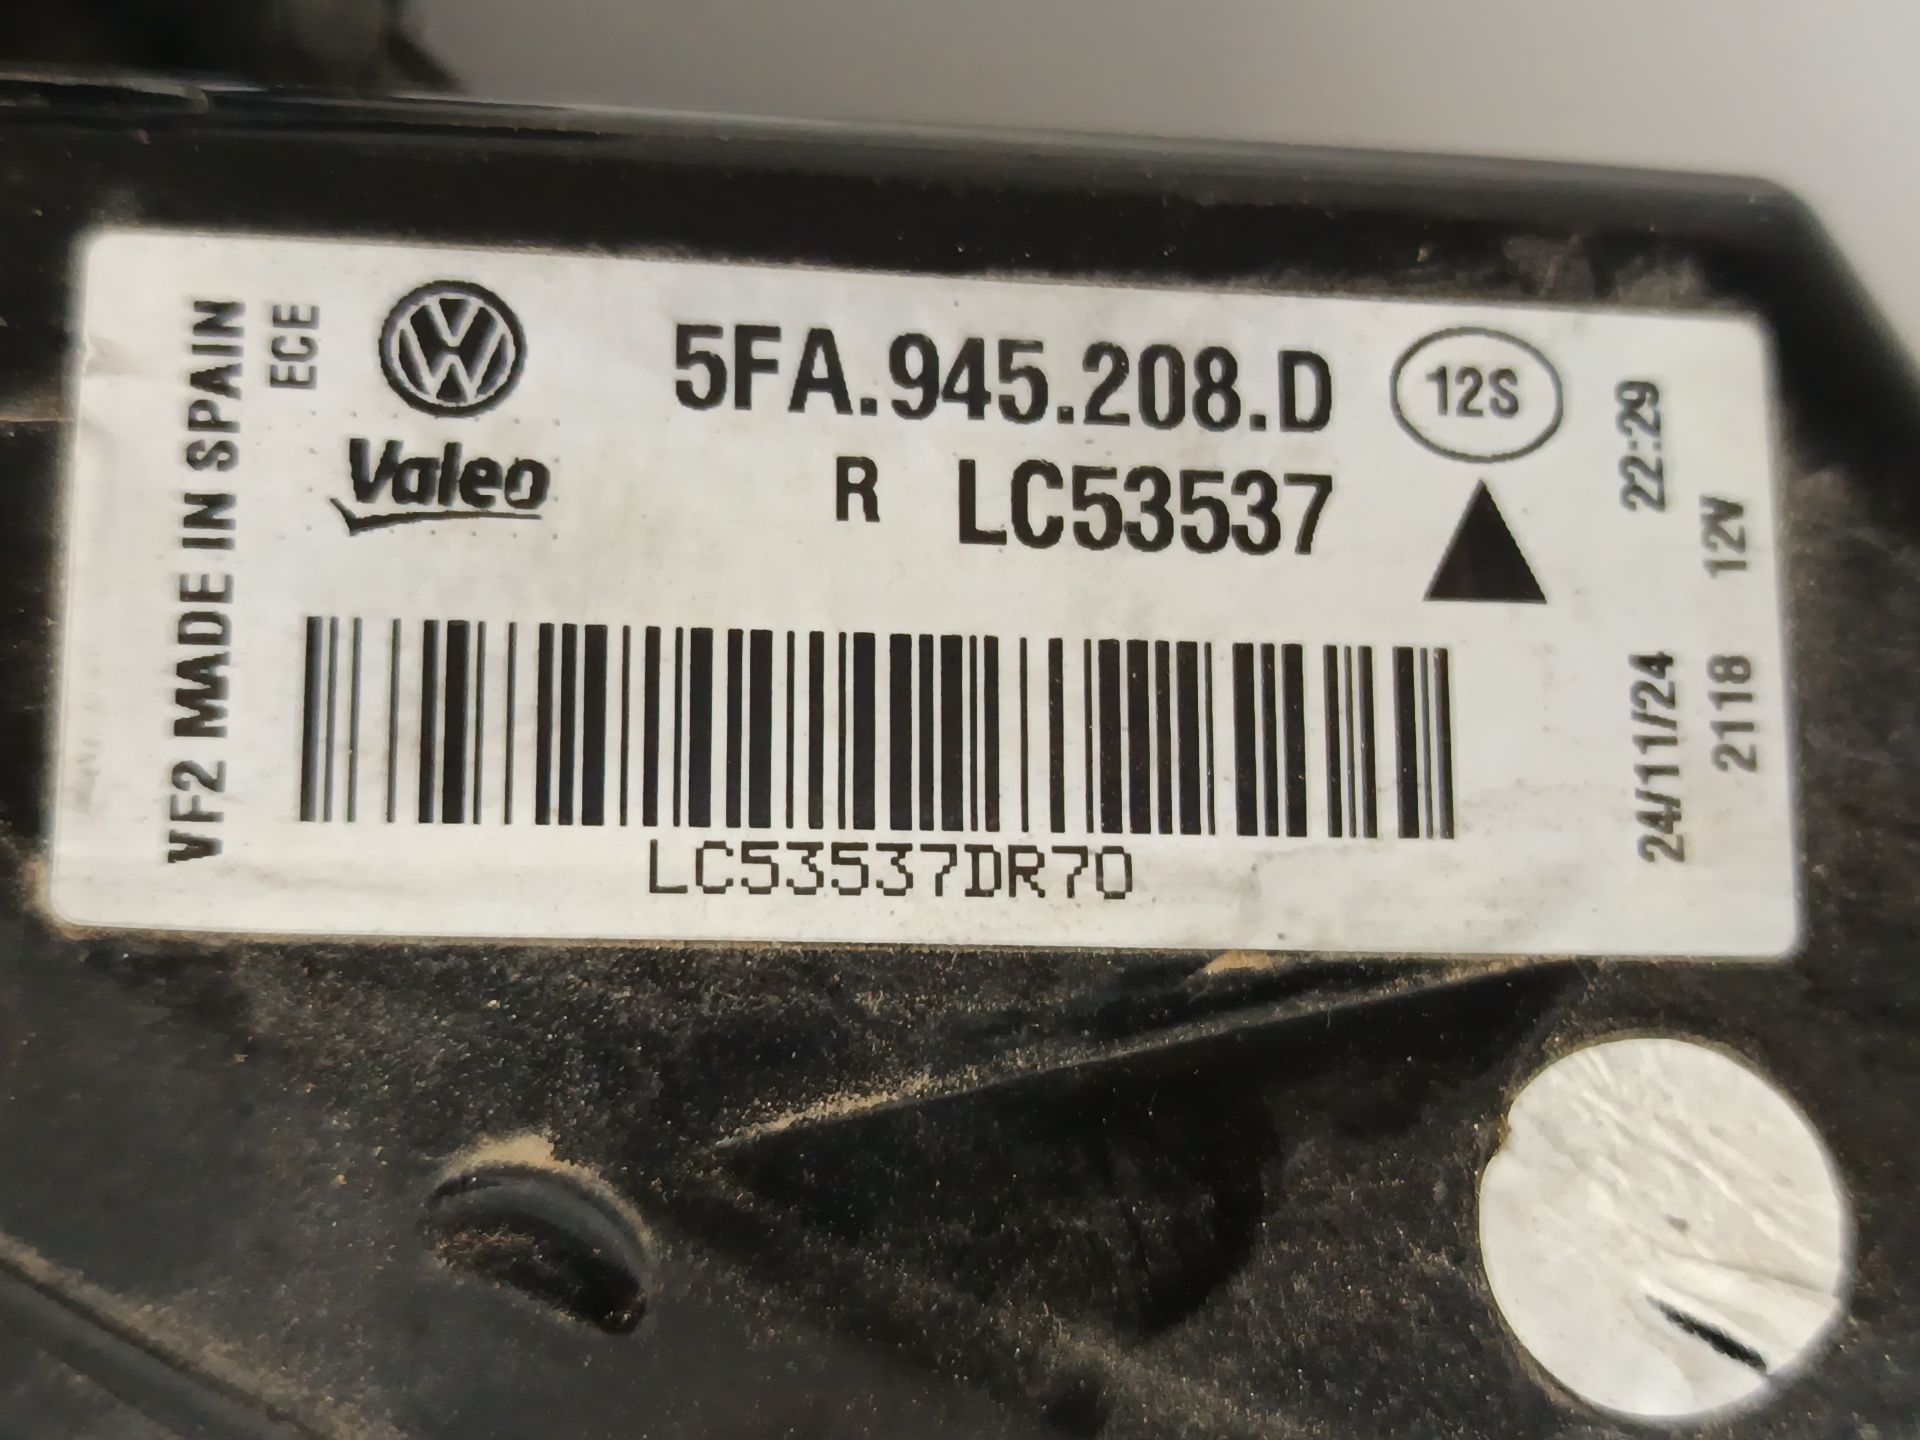 VF2 MADE IN SPAIN
ECE
Valeo
5FA.945.208.D
12S
R LC53537
LC53537DR70
24/11/24 22:29
2118 12V